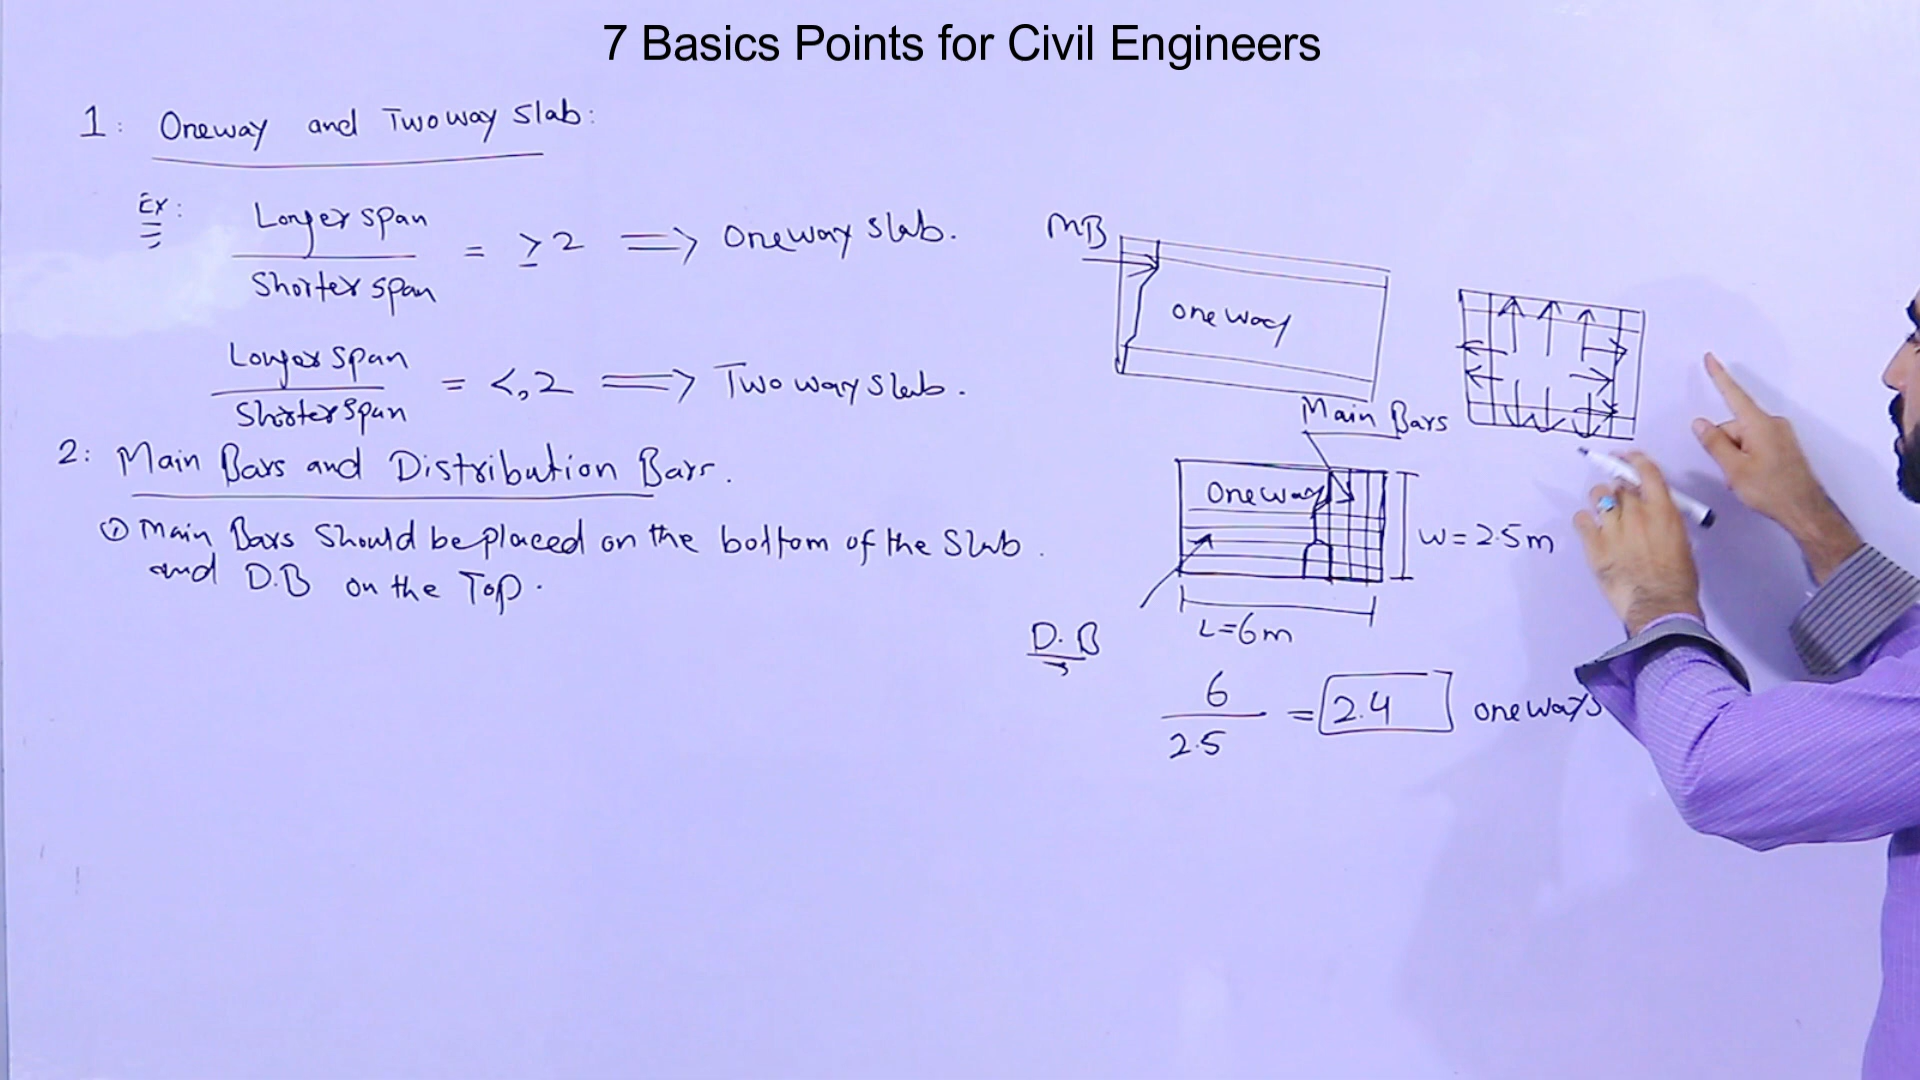 7 Basics Points for Civil Engineers
1: Oneway and Twoway Slab:
Ex:
Longer span
Shorter span
= ≥ 2 ⟹ oneway slab.
Longer span
Shorter span
= <, 2 ⟹ Two way slab.
2: Main Bars and Distribution Bars.
① Main Bars Should be placed on the bottom of the Slab.
and D.B on the Top.
MB
one way
Main Bars
One way
W = 2.5m
L=6m
D.B
6
2.5
= 2.4 oneways